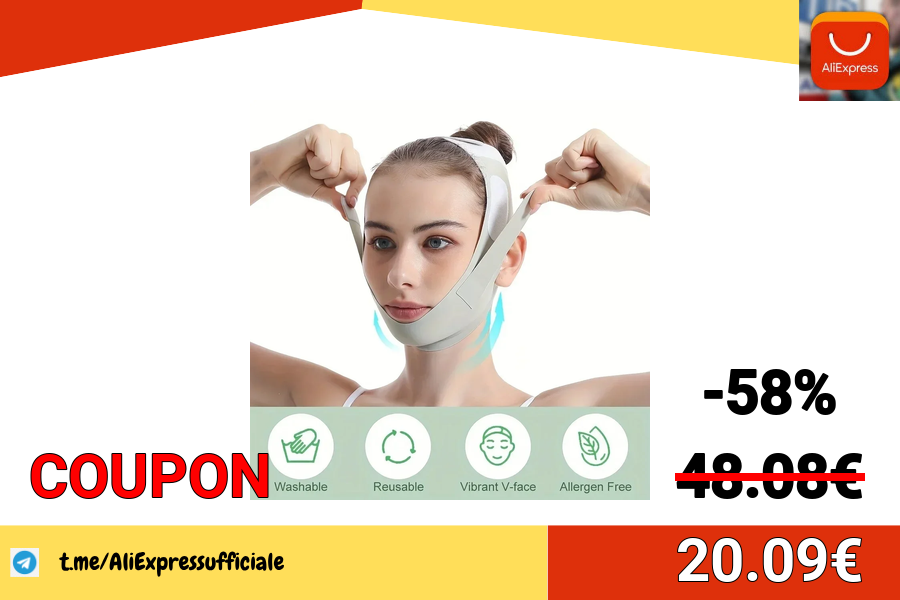 AliExpress
-58%
48.08€
COUPON
Washable
Reusable
Vibrant V-face
Allergen Free
t.me/AliExpressufficiale
20.09€